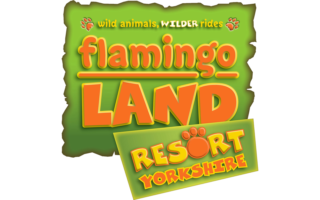 wild animals, WILDER rides
flamingo
LAND
RESORT
YORKSHIRE